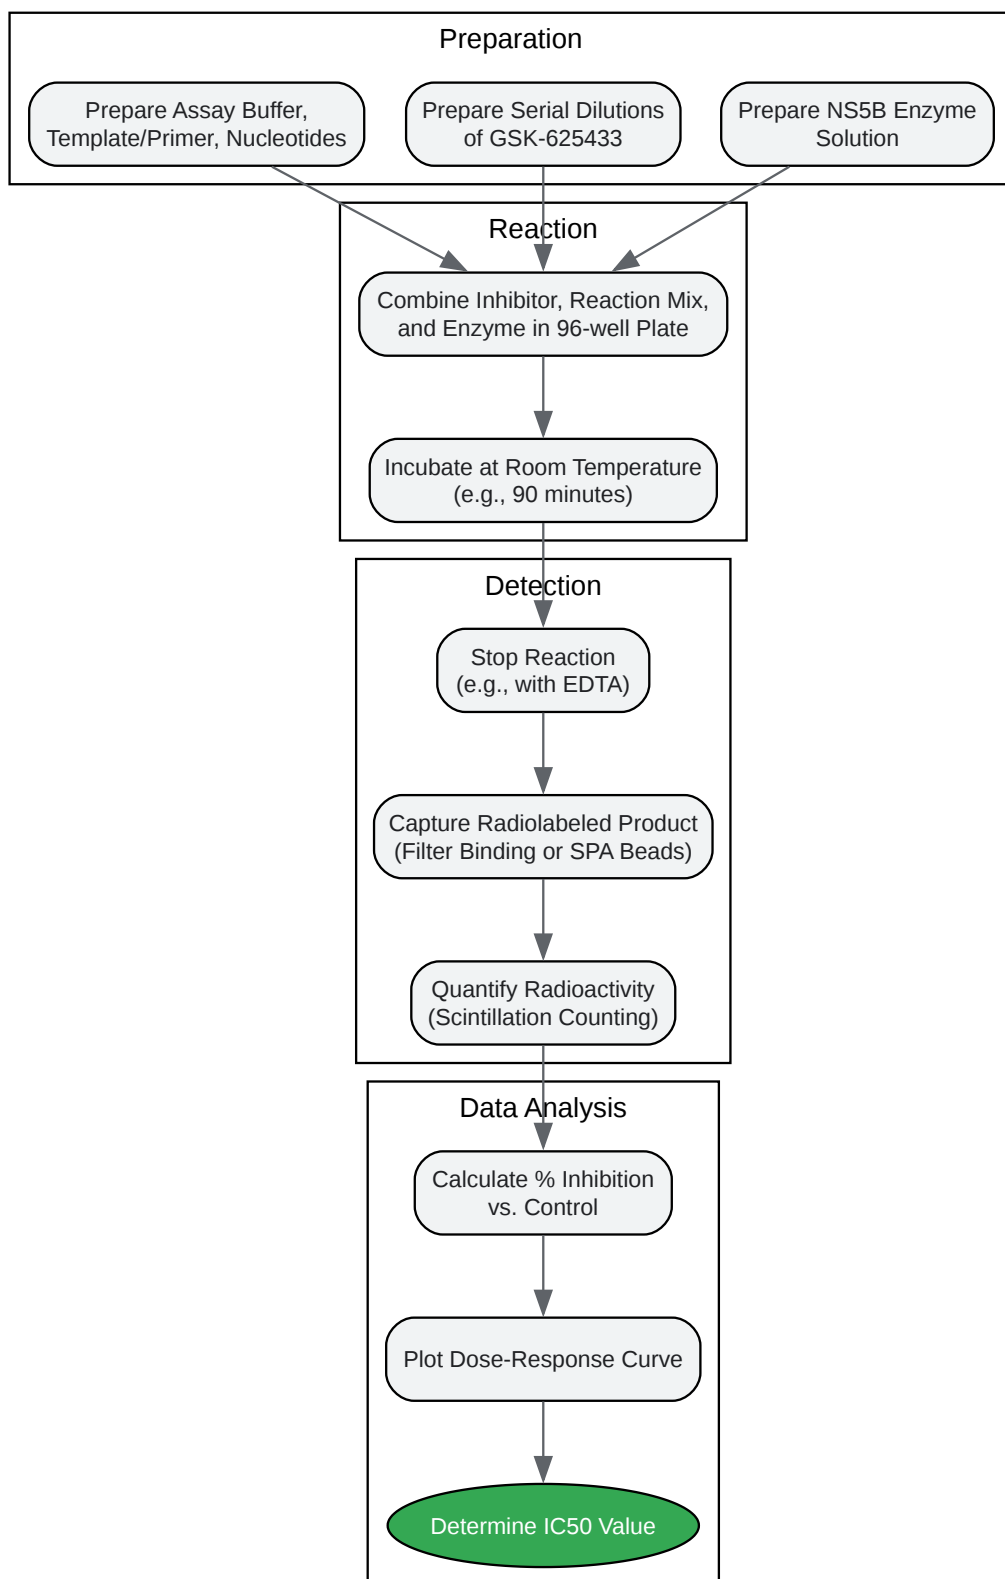 Preparation
Prepare Assay Buffer,
Template/Primer, Nucleotides
Prepare Serial Dilutions
of GSK-625433
Prepare NS5B Enzyme
Solution
Reaction
Combine Inhibitor, Reaction Mix,
and Enzyme in 96-well Plate
Incubate at Room Temperature
(e.g., 90 minutes)
Detection
Stop Reaction
(e.g., with EDTA)
Capture Radiolabeled Product
(Filter Binding or SPA Beads)
Quantify Radioactivity
(Scintillation Counting)
Data Analysis
Calculate % Inhibition
vs. Control
Plot Dose-Response Curve
Determine IC50 Value